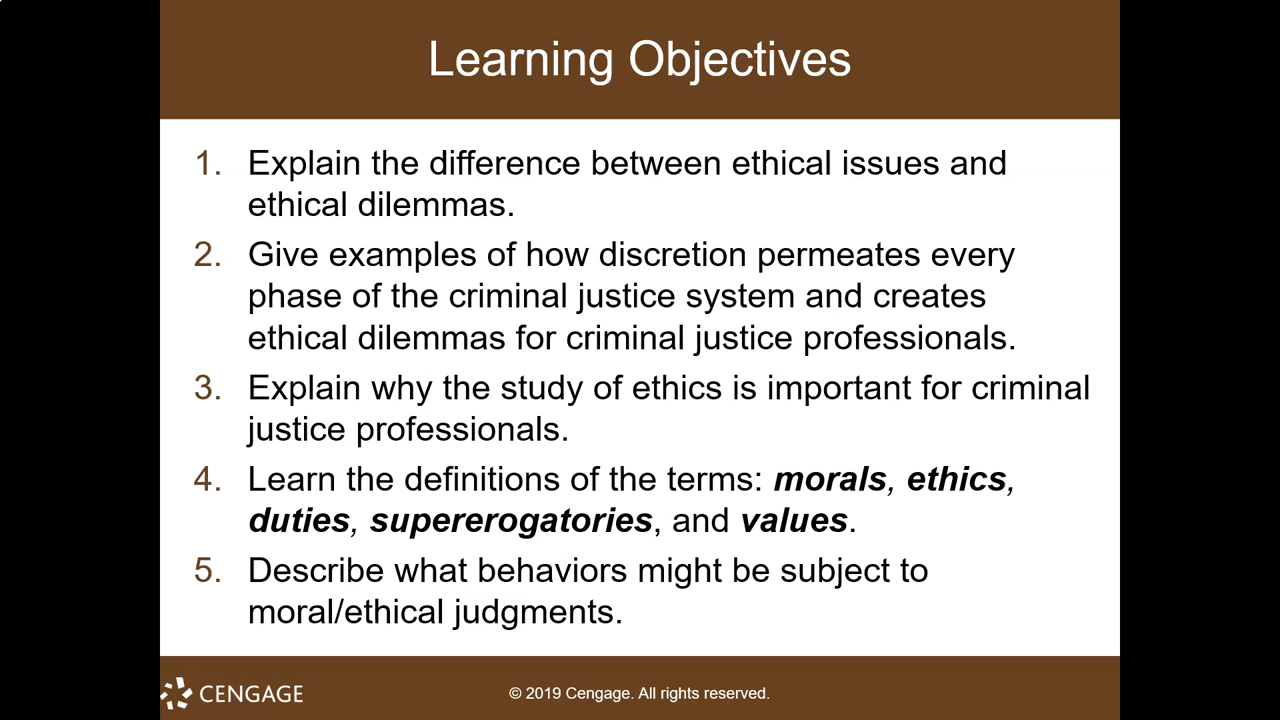 Learning Objectives
1. Explain the difference between ethical issues and
ethical dilemmas.
2. Give examples of how discretion permeates every
phase of the criminal justice system and creates
ethical dilemmas for criminal justice professionals.
3. Explain why the study of ethics is important for criminal
justice professionals.
4. Learn the definitions of the terms: morals, ethics,
duties, supererogatories, and values.
5. Describe what behaviors might be subject to
moral/ethical judgments.
CENGAGE
© 2019 Cengage. All rights reserved.